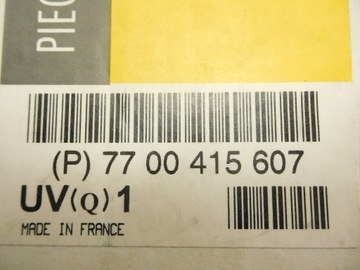 PIEC
(P) 77 00 415 607
UV(Q)1
MADE IN FRANCE